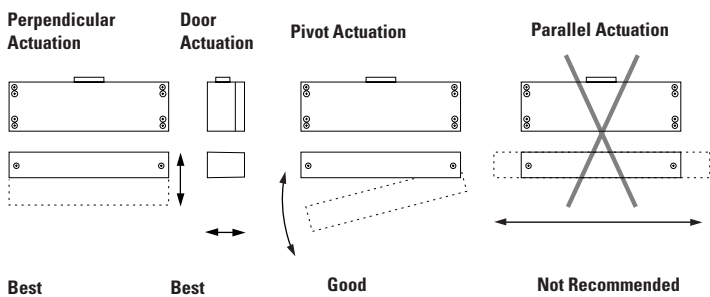 Perpendicular
Actuation
Door
Actuation
Pivot Actuation
Parallel Actuation
Best
Best
Good
Not Recommended